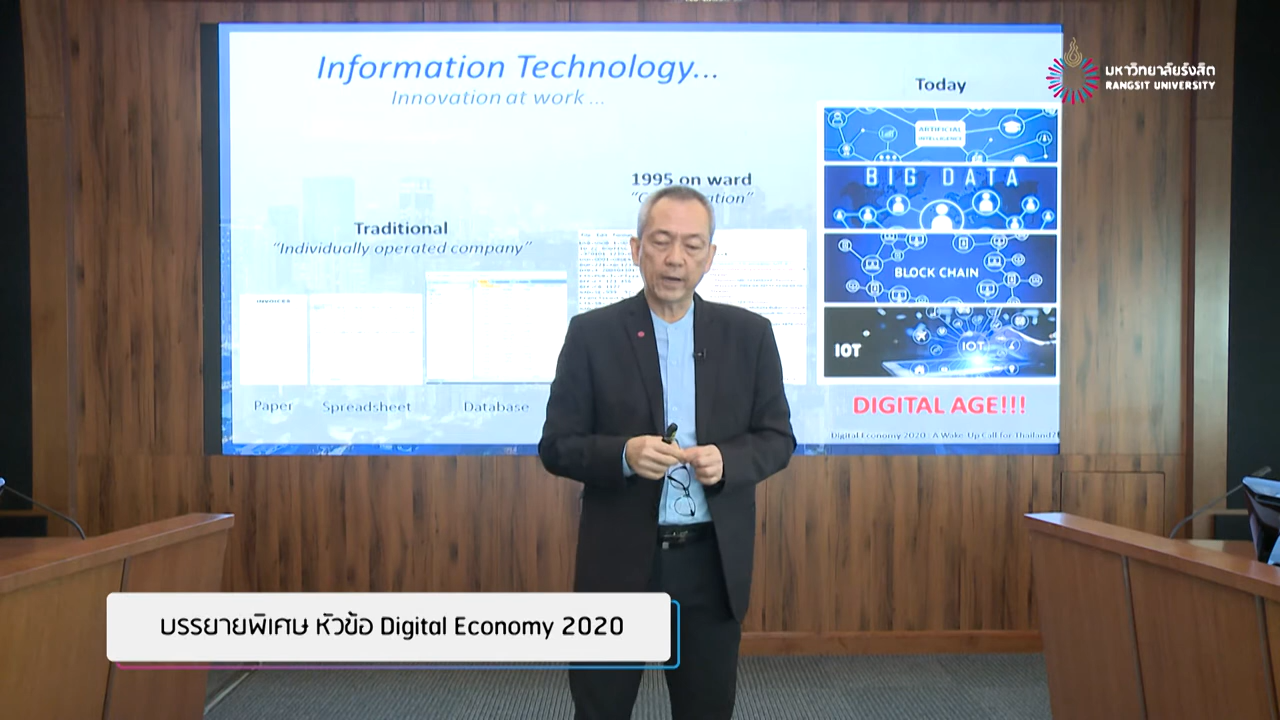 Information Technology...
Innovation at work ...
Today
มหาวิทยาลัยรังสิต
RANGSIT UNIVERSITY
ARTIFICIAL
INTELLIGENCE
BIG DATA
1995 on ward
Traditional
"Individually operated company"
BLOCK CHAIN
INVOICES
IOT
IOT
Paper
Spreadsheet
Database
DIGITAL AGE!!!
Digital Economy 2020 : A Wake-Up Call for Thailand?!
บรรยายพิเศษ หัวข้อ Digital Economy 2020